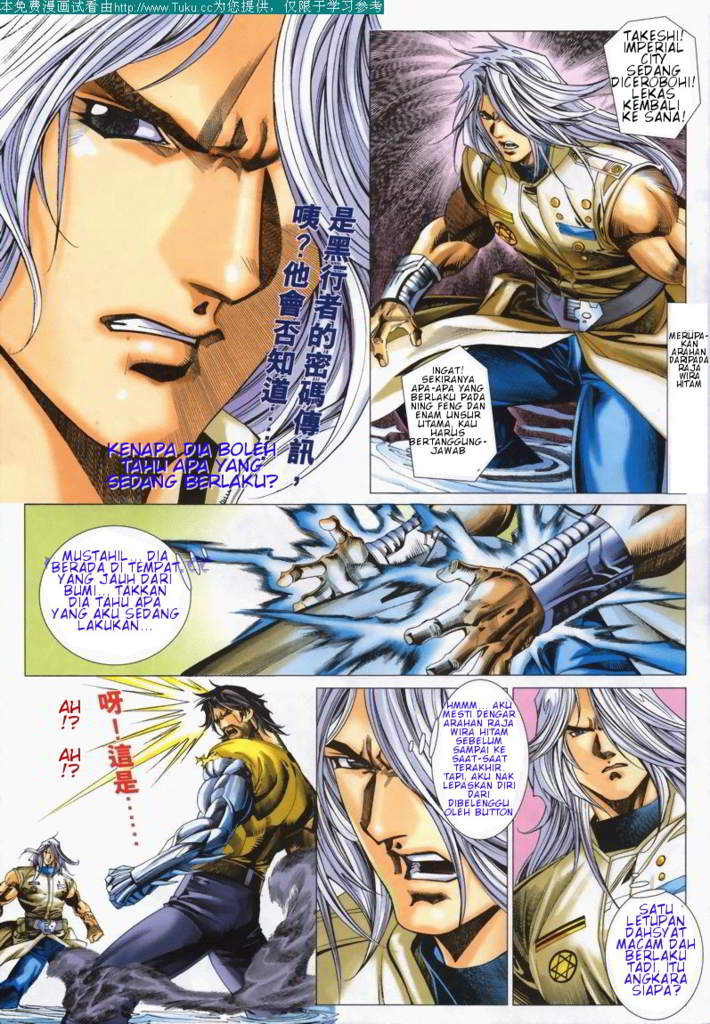 本免费漫画试看由http://www.Tuku.cc为您提供，仅限于学习参考
TAKESHI!
IMPERIAL
CITY
SEDANG
DICEROBOHI!
LEKAS
KEMBALI
KE SANA!
是黑行者的密碼傳訊，
咦？他會否知道……
KENAPA DIA BOLEH
TAHU APA YANG
SEDANG BERLAKU?
MERUPA-
KAN
ARAHAN
DARIPADA
RAJA
WIRA
HITAM
INGAT!
SEKIRANYA
APA-APA YANG
BERLAKU PADA
NING FENG DAN
ENAM UNSUR
UTAMA, KAU
HARUS
BERTANGGUNG-
JAWAB
MUSTAHIL... DIA
BERADA DI TEMPAT
YANG JAUH DARI
BUMI... TAKKAN
DIA TAHU APA
YANG AKU SEDANG
LAKUKAN...
AH
!?
AH
!?
呀！這是……
HMMM... AKU
MESTI DENGAR
ARAHAN RAJA
WIRA HITAM
SEBELUM
SAMPAI KE
SAAT-SAAT
TERAKHIR
TAPI, AKU NAK
LEPASKAN DIRI
DARI
DIBELENGGU
OLEH BUTTON
SATU
LETUPAN
DAHSYAT
MACAM DAH
BERLAKU
TADI, ITU
ANGKARA
SIAPA?